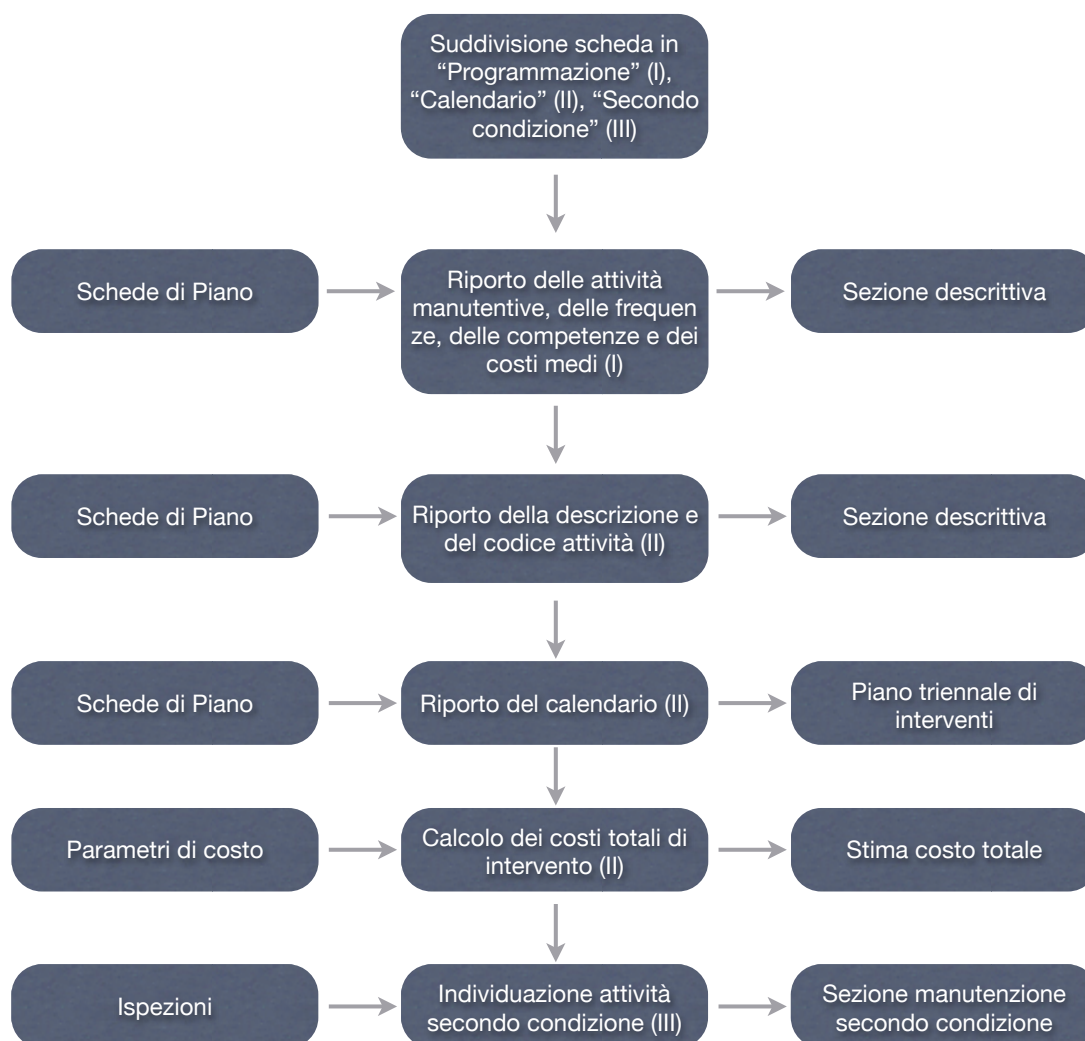 Suddivisione scheda in
“Programmazione” (I),
“Calendario” (II), “Secondo
condizione” (III)
Schede di Piano
Riporto delle attività
manutentive, delle frequen
ze, delle competenze e dei
costi medi (I)
Sezione descrittiva
Schede di Piano
Riporto della descrizione e
del codice attività (II)
Sezione descrittiva
Schede di Piano
Riporto del calendario (II)
Piano triennale di
interventi
Parametri di costo
Calcolo dei costi totali di
intervento (II)
Stima costo totale
Ispezioni
Individuazione attività
secondo condizione (III)
Sezione manutenzione
secondo condizione